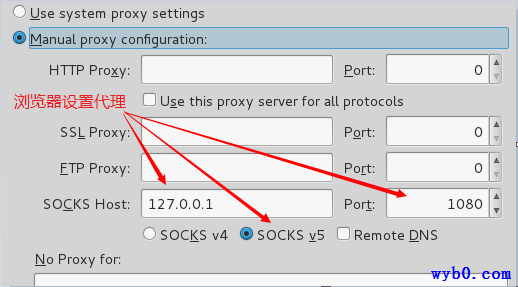 Use system proxy settings
Manual proxy configuration:
HTTP Proxy: Port: 0
浏览器设置代理 Use this proxy server for all protocols
SSL Proxy: Port: 0
FTP Proxy: Port: 0
SOCKS Host: 127.0.0.1 Port: 1080
SOCKS v4 SOCKS v5 Remote DNS
No Proxy for:
wyb0.com